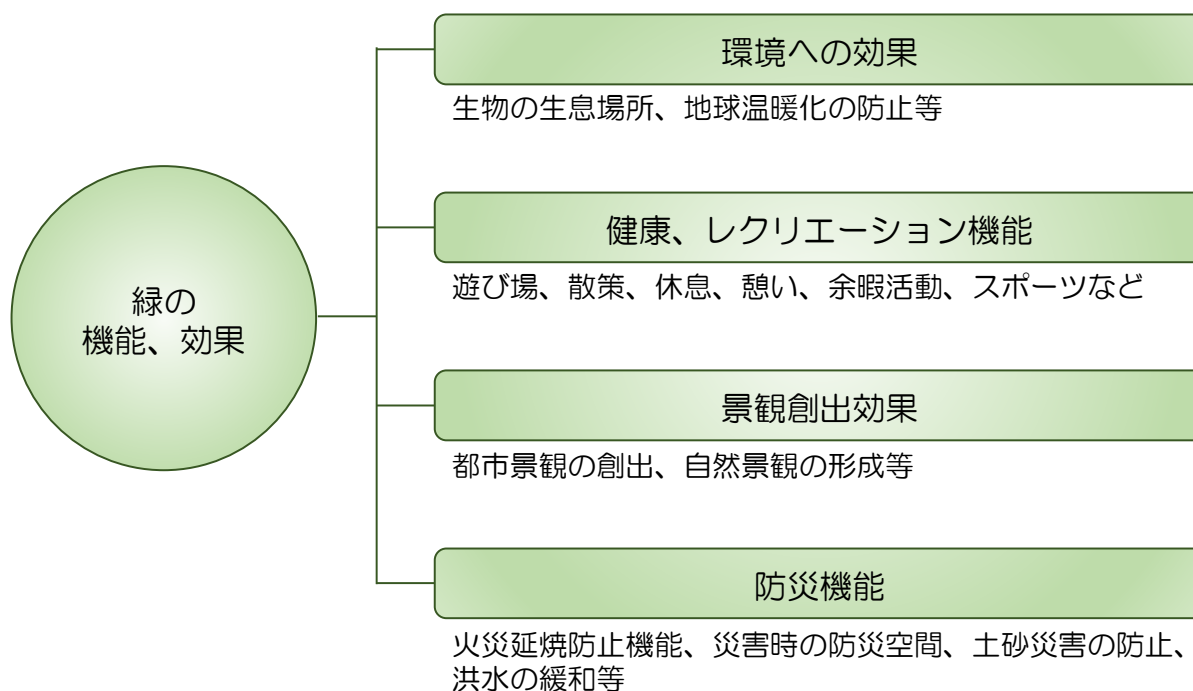 環境への効果
生物の生息場所、地球温暖化の防止等
健康、レクリエーション機能
遊び場、散策、休息、憩い、余暇活動、スポーツなど
緑の
機能、効果
景観創出効果
都市景観の創出、自然景観の形成等
防災機能
火災延焼防止機能、災害時の防災空間、土砂災害の防止、
洪水の緩和等